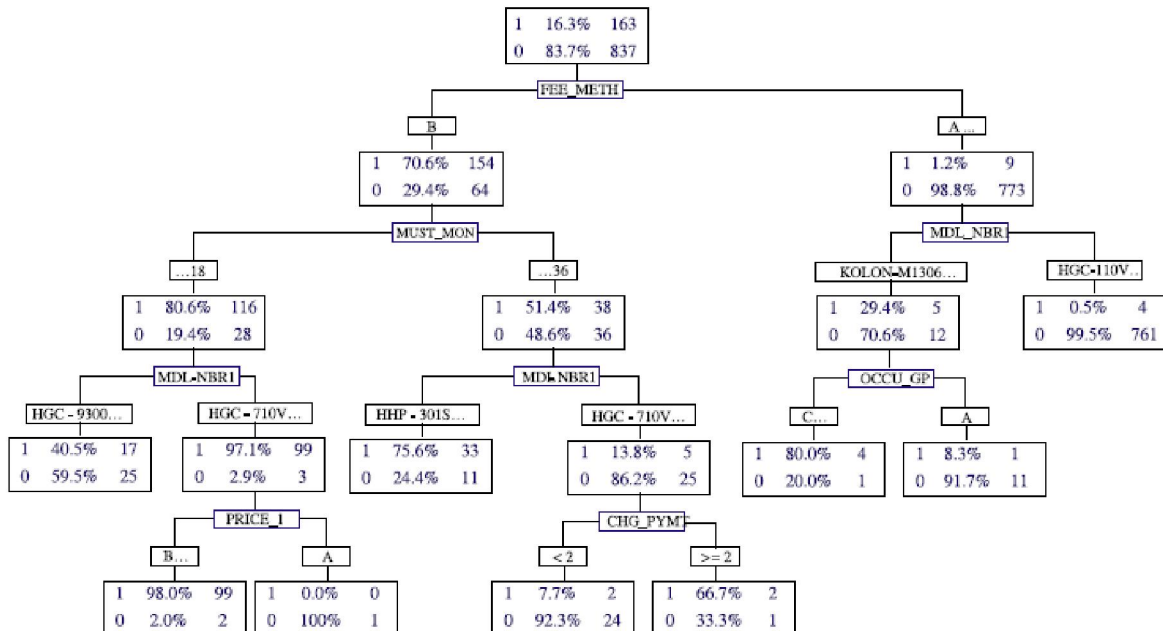 1 16.3% 163
0 83.7% 837
FEE_METH
B
A ...
1 70.6% 154
0 29.4% 64
1 1.2% 9
0 98.8% 773
MUST_MON
MDL_NBR1
...18
...36
KOLON-M1306...
HGC-110V...
1 80.6% 116
0 19.4% 28
1 51.4% 38
0 48.6% 36
1 29.4% 5
0 70.6% 12
1 0.5% 4
0 99.5% 761
MDL-NBR1
MDL-NBR1
OCCU_GP
HGC - 9300...
HGC - 710V...
HHP - 301S...
HGC - 710V...
C...
A
1 40.5% 17
0 59.5% 25
1 97.1% 99
0 2.9% 3
1 75.6% 33
0 24.4% 11
1 13.8% 5
0 86.2% 25
1 80.0% 4
0 20.0% 1
1 8.3% 1
0 91.7% 11
PRICE_1
CHG_PYMT
B...
A
< 2
>= 2
1 98.0% 99
0 2.0% 2
1 0.0% 0
0 100% 1
1 7.7% 2
0 92.3% 24
1 66.7% 2
0 33.3% 1